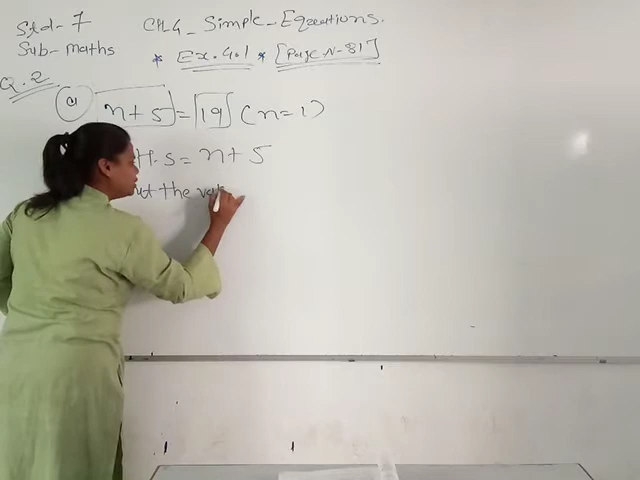 Std-7 CH.4 - Simple - Equations.
Sub-maths * Ex. 4.1 * [Page N-81]
Q.2
(a) n + 5 = 19 (n = 1)
H.S = n + 5
ut the